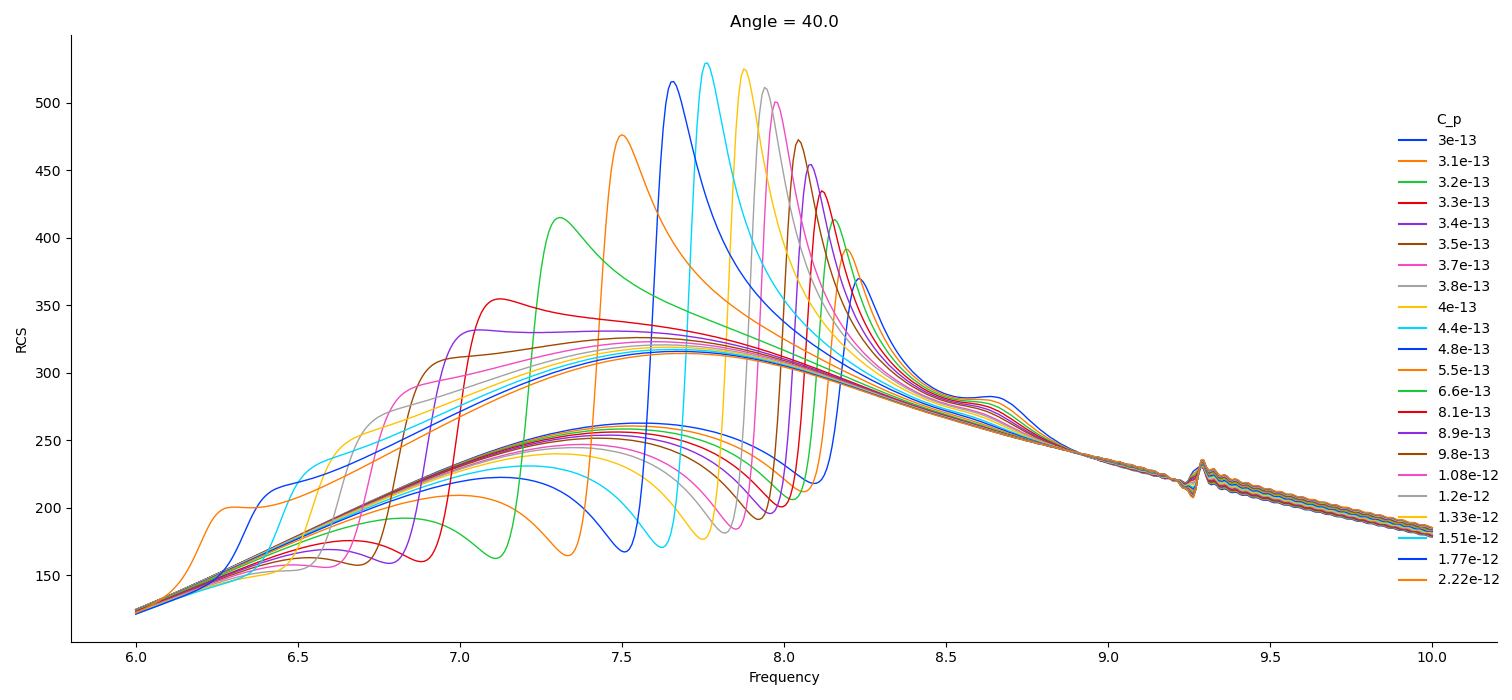 Angle = 40.0
RCS
500
450
400
350
300
250
200
150
6.0 6.5 7.0 7.5 8.0 8.5 9.0 9.5 10.0
Frequency
C_p
3e-13
3.1e-13
3.2e-13
3.3e-13
3.4e-13
3.5e-13
3.7e-13
3.8e-13
4e-13
4.4e-13
4.8e-13
5.5e-13
6.6e-13
8.1e-13
8.9e-13
9.8e-13
1.08e-12
1.2e-12
1.33e-12
1.51e-12
1.77e-12
2.22e-12